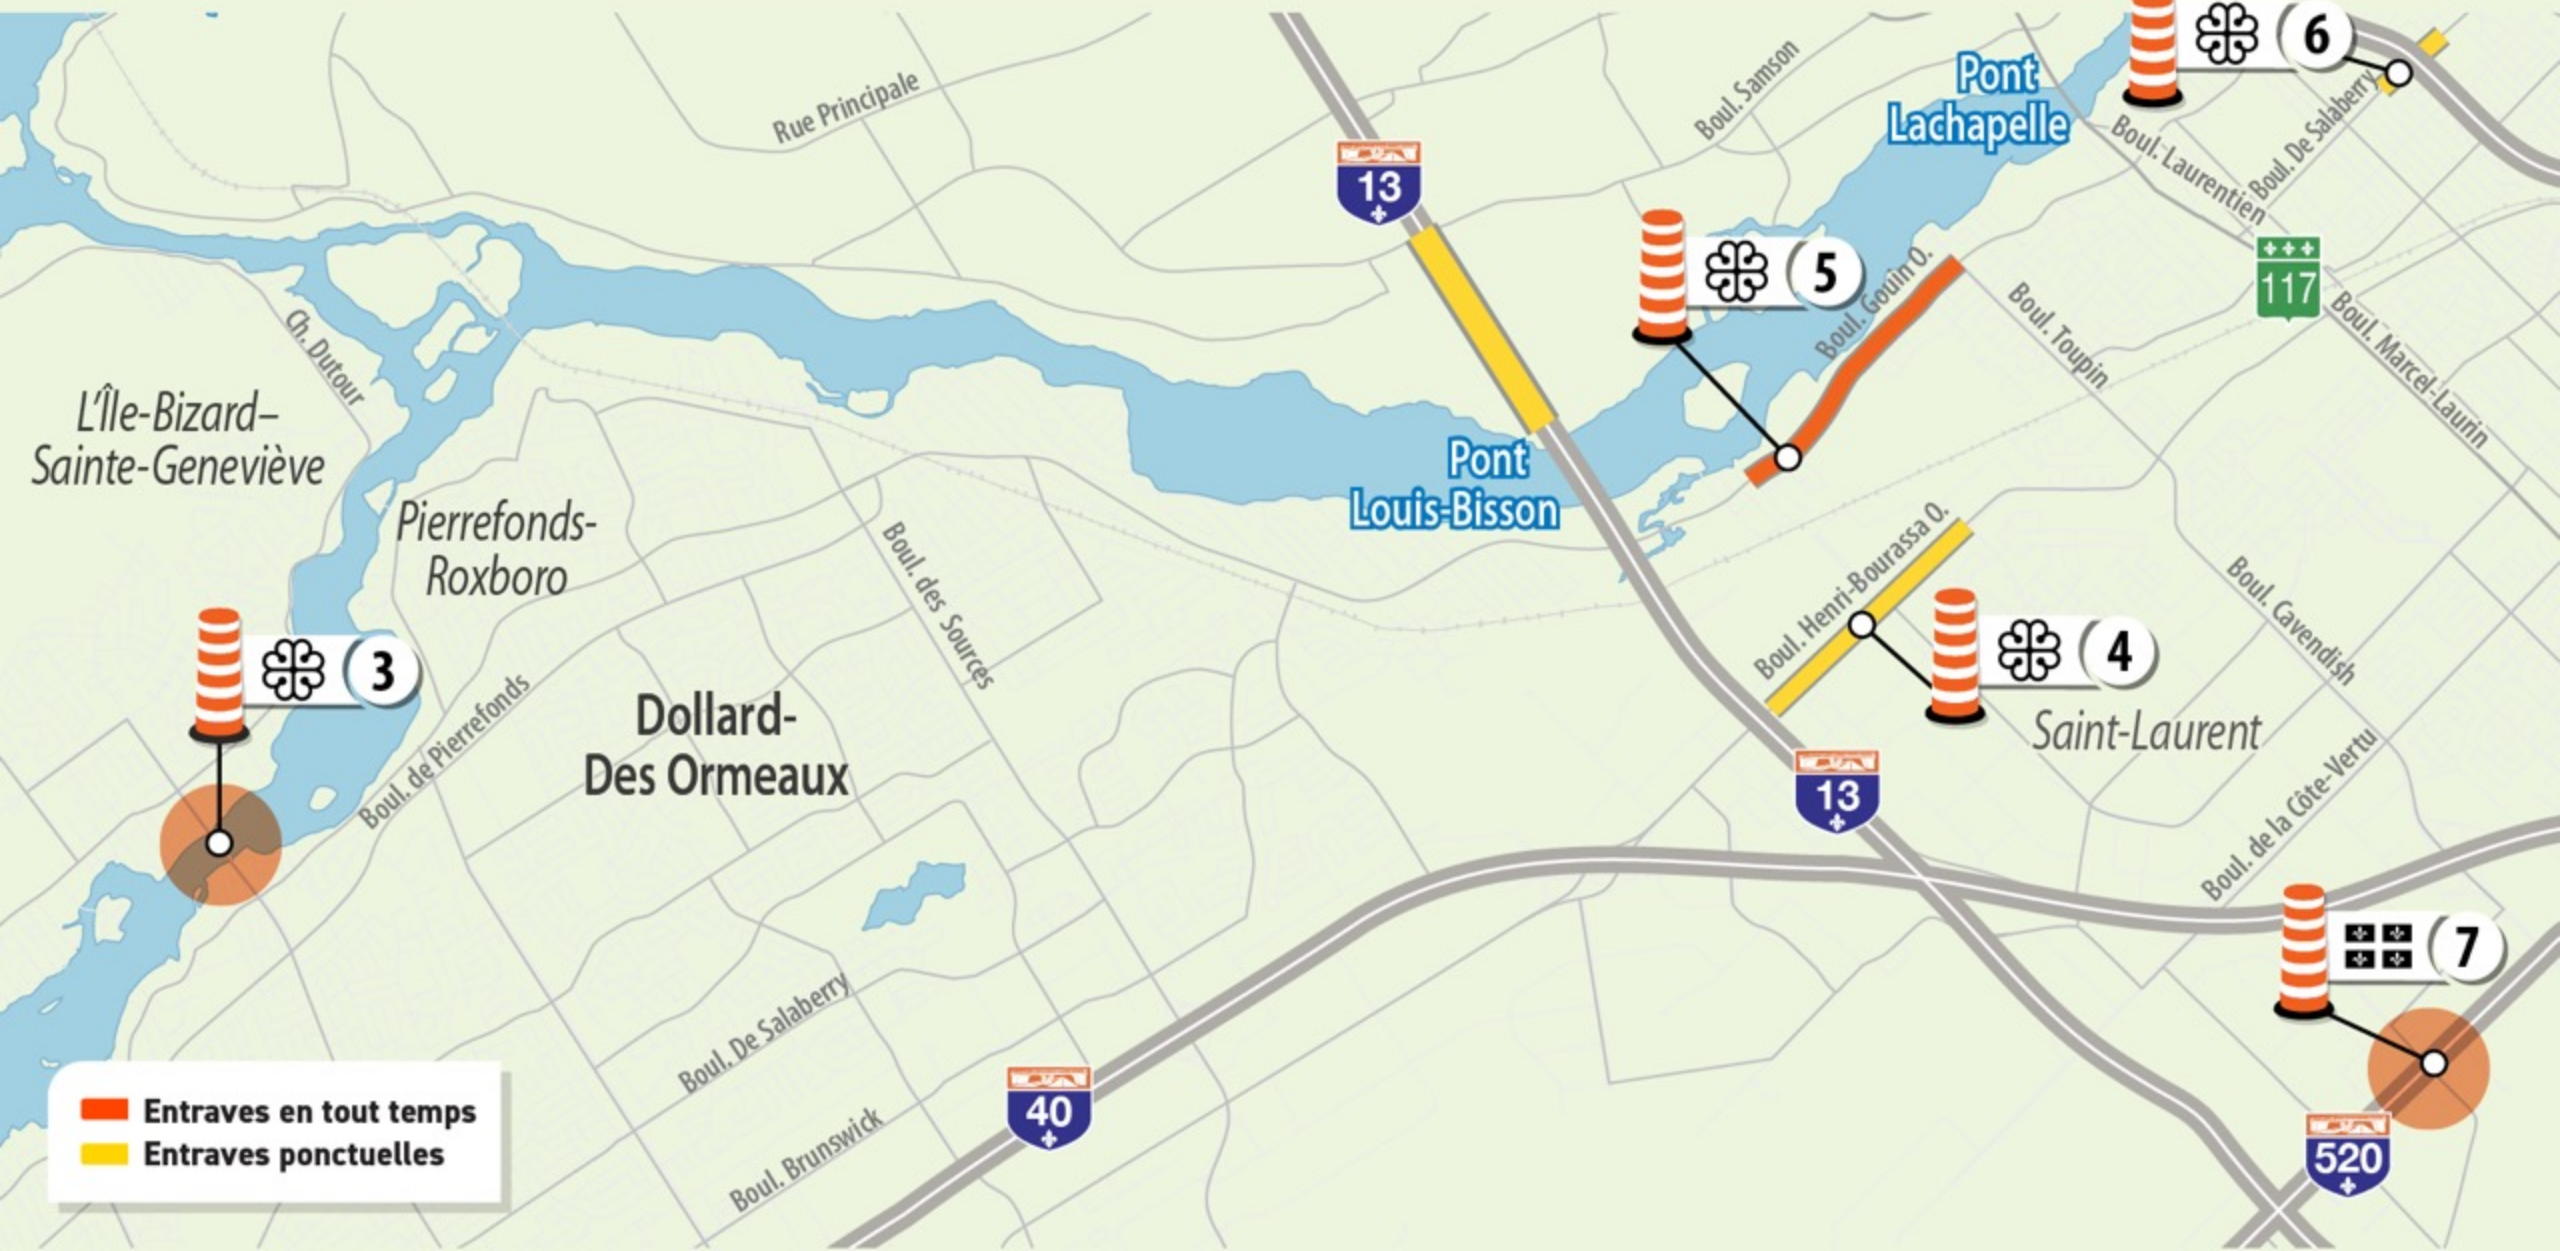 6
Rue Principale
Boul. Samson
Pont
Lachapelle
Boul. Laurentien
Boul. De Salaberry
13
5
Boul. Gouin O.
117
Boul. Toupin
Boul. Marcel-Laurin
Ch. Dutour
L'Île-Bizard–
Sainte-Geneviève
Pierrefonds-
Roxboro
Pont
Louis-Bisson
Boul. des Sources
Boul. Henri-Bourassa O.
Boul. Cavendish
3
4
Saint-Laurent
Boul. de Pierrefonds
Dollard-
Des Ormeaux
13
Boul. de la Côte-Vertu
7
Boul. De Salaberry
40
Boul. Brunswick
520
Entraves en tout temps
Entraves ponctuelles